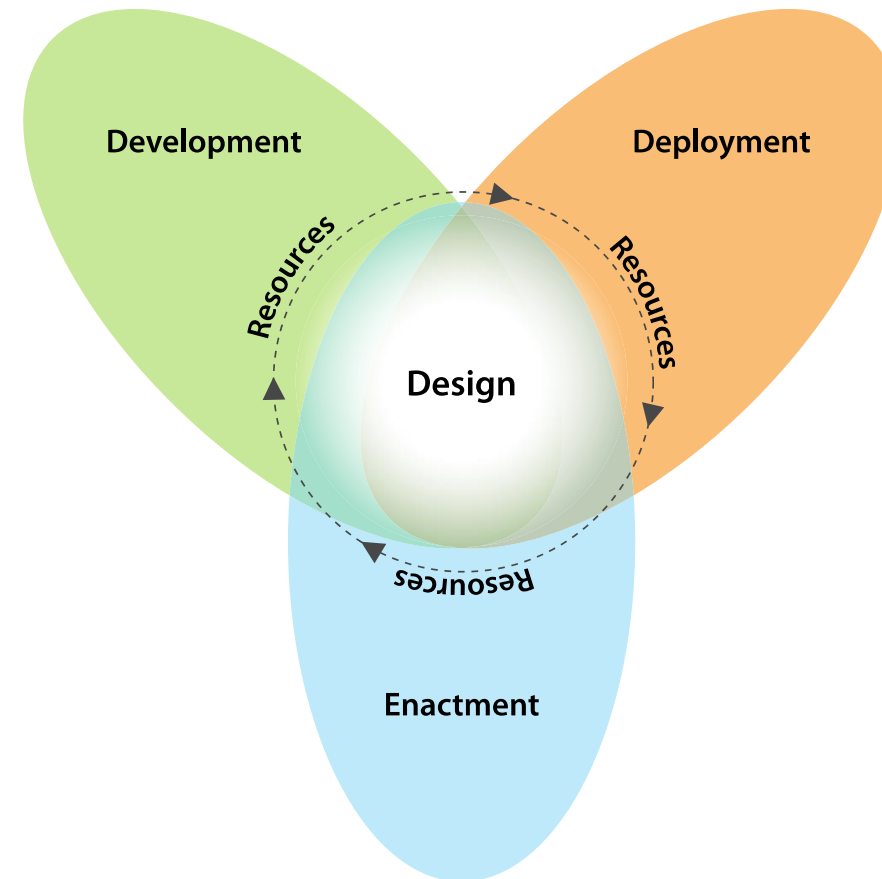 Development
Deployment
Resources
Resources
Design
Resources
Enactment